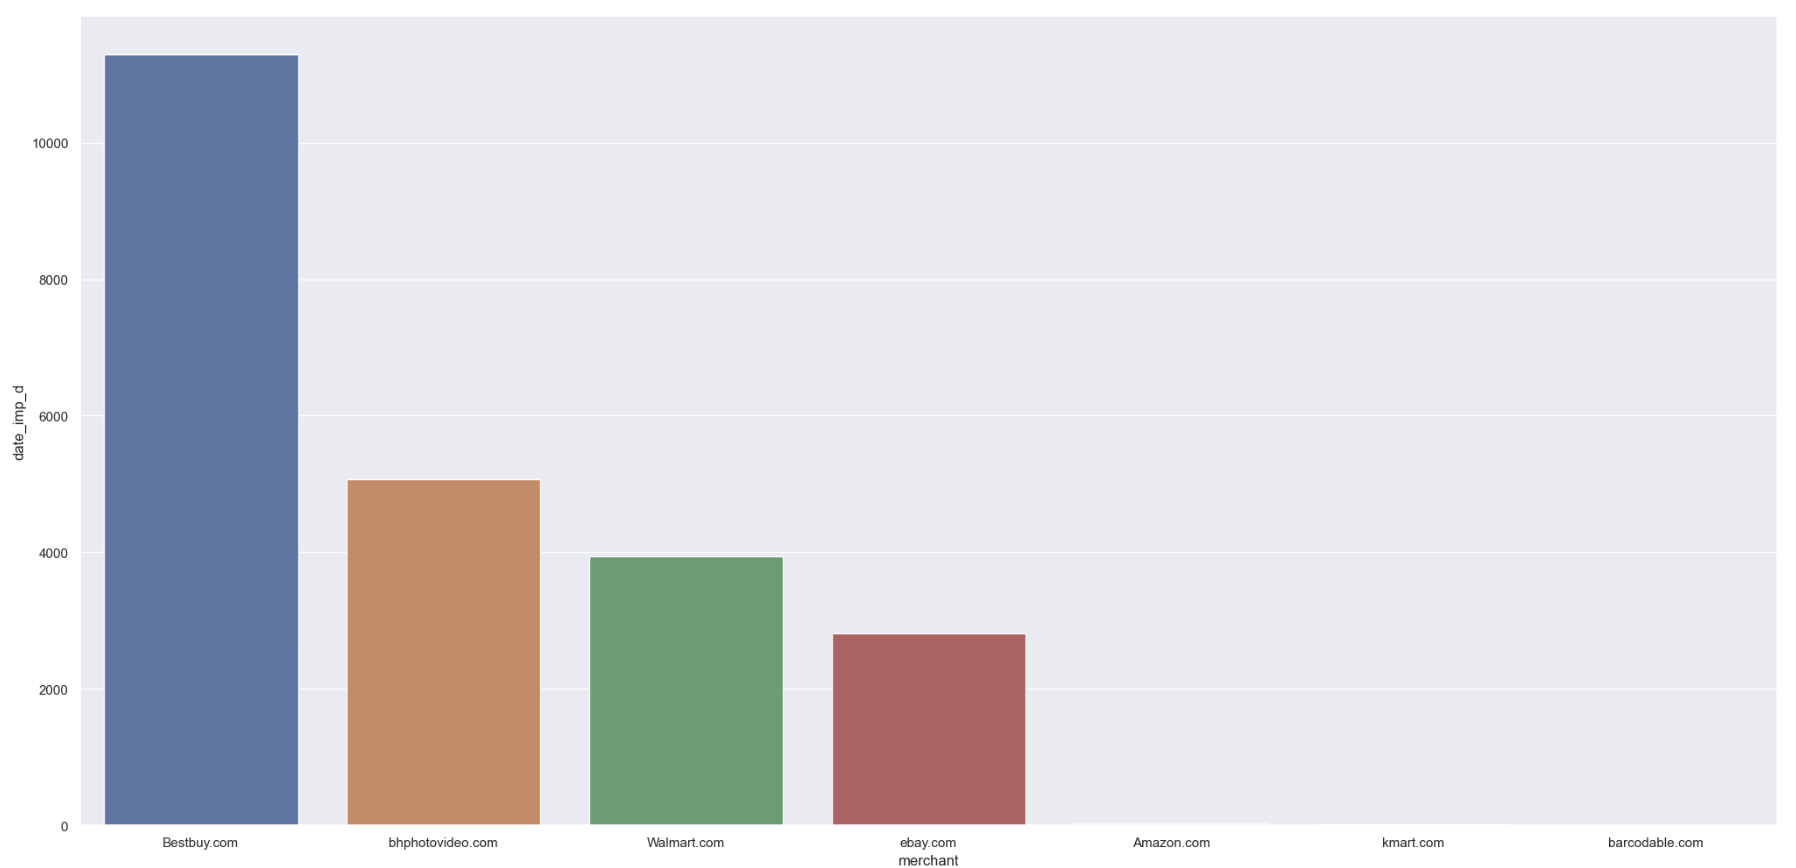 10000
8000
6000
4000
2000
0
date_imp_d
Bestbuy.com bhphotovideo.com Walmart.com ebay.com Amazon.com kmart.com barcodable.com
merchant